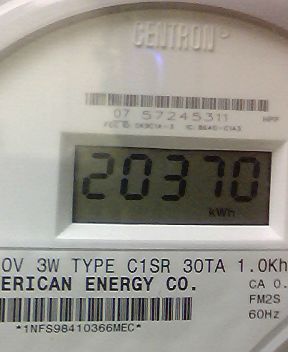 CENTRON®
07 57245311 MPP
20370
kWh
0V 3W TYPE C1SR 30TA 1.0Kh
ERICAN ENERGY CO. CA 0.
FM2S
60Hz
*1NFS98410366MEC*